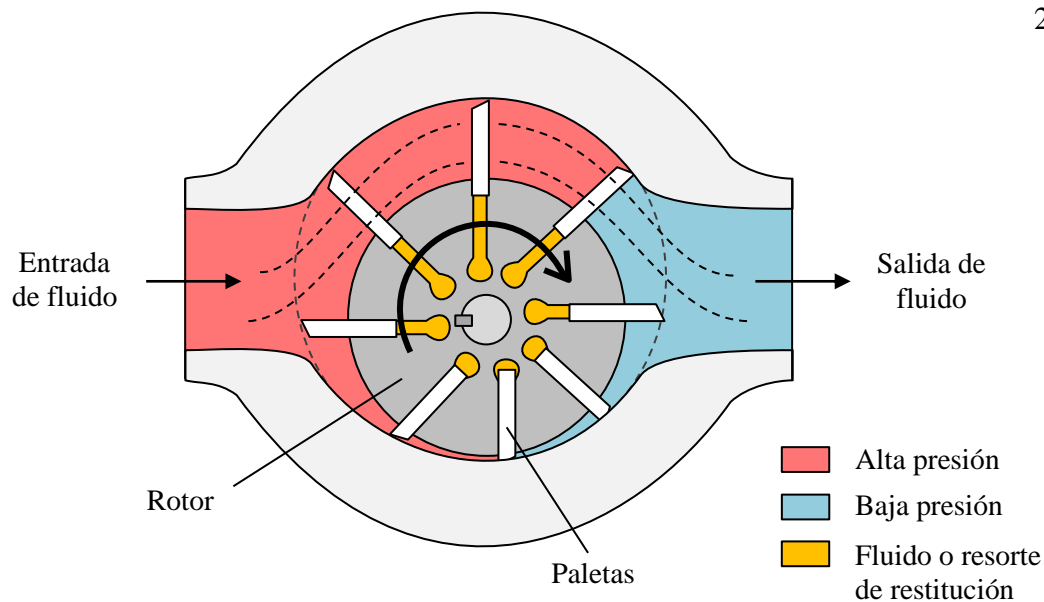 2
Entrada
de fluido
Salida de
fluido
Rotor
Paletas
Alta presión
Baja presión
Fluido o resorte
de restitución